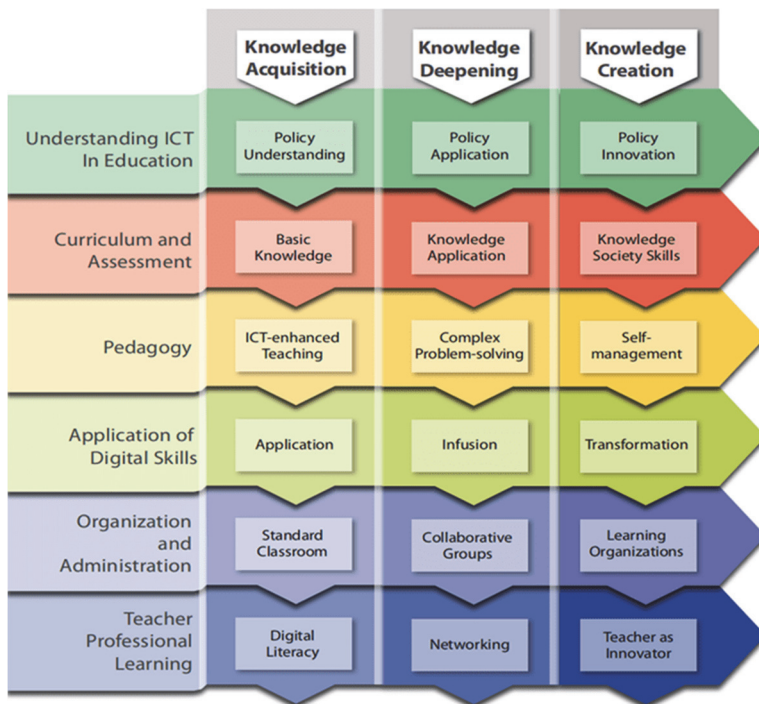 Knowledge
Acquisition
Knowledge
Deepening
Knowledge
Creation
Understanding ICT
In Education
Policy
Understanding
Policy
Application
Policy
Innovation
Curriculum and
Assessment
Basic
Knowledge
Knowledge
Application
Knowledge
Society Skills
Pedagogy
ICT-enhanced
Teaching
Complex
Problem-solving
Self-
management
Application of
Digital Skills
Application
Infusion
Transformation
Organization
and
Administration
Standard
Classroom
Collaborative
Groups
Learning
Organizations
Teacher
Professional
Learning
Digital
Literacy
Networking
Teacher as
Innovator